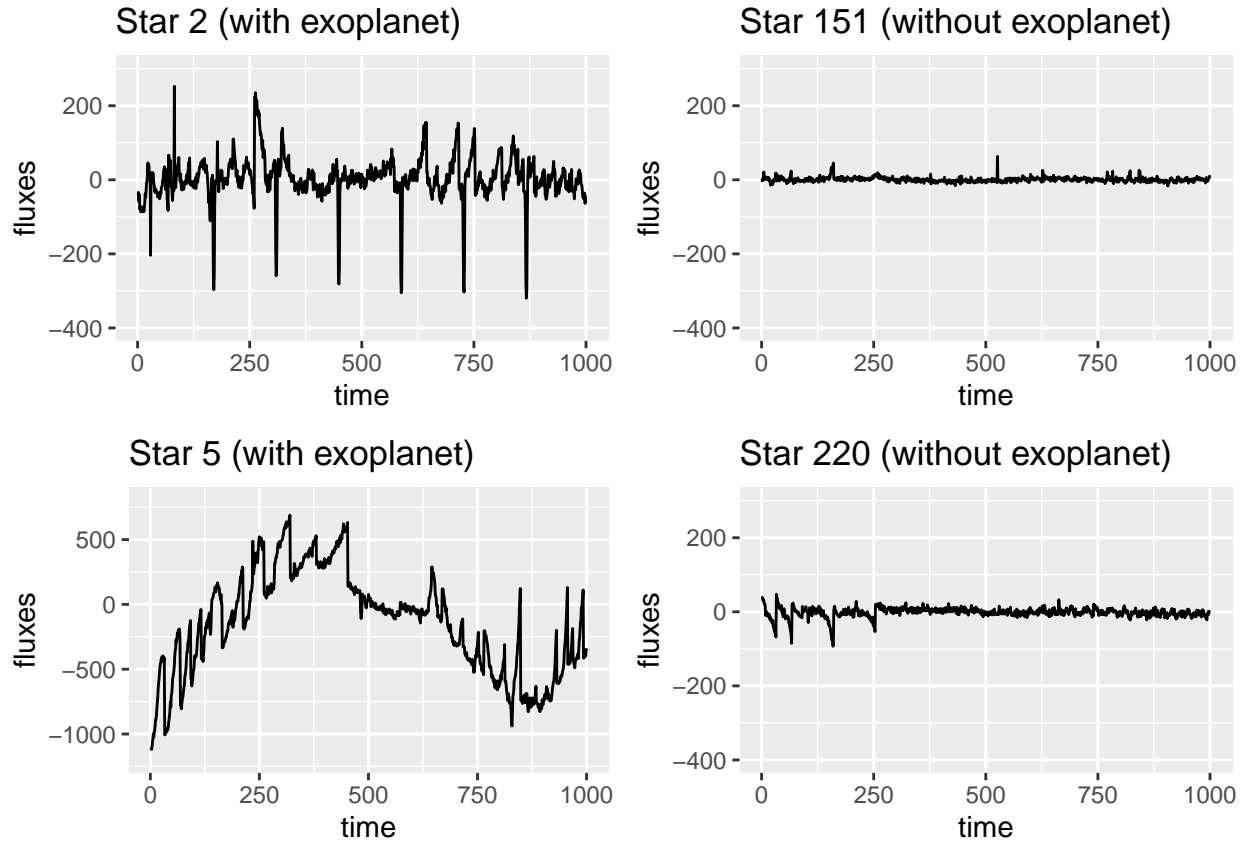 Star 2 (with exoplanet)
fluxes
200
0
−200
−400
0 250 500 750 1000
time
Star 151 (without exoplanet)
fluxes
200
0
−200
−400
0 250 500 750 1000
time
Star 5 (with exoplanet)
fluxes
500
0
−500
−1000
0 250 500 750 1000
time
Star 220 (without exoplanet)
fluxes
200
0
−200
−400
0 250 500 750 1000
time